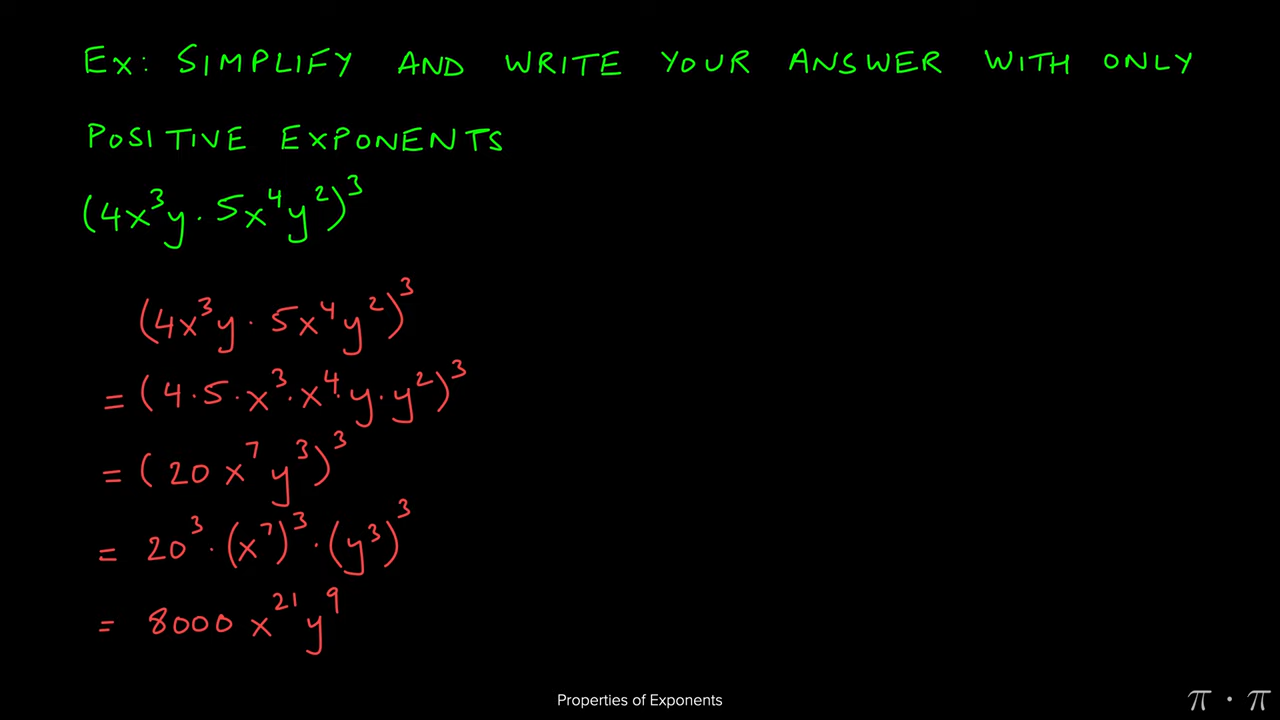 Ex: SIMPLIFY AND WRITE YOUR ANSWER WITH ONLY
POSITIVE EXPONENTS
(4x³y · 5x⁴y²)³
(4x³y · 5x⁴y²)³
= (4·5·x³·x⁴·y·y²)³
= (20x⁷y³)³
= 20³·(x⁷)³·(y³)³
= 8000x²¹y⁹
Properties of Exponents
π · π